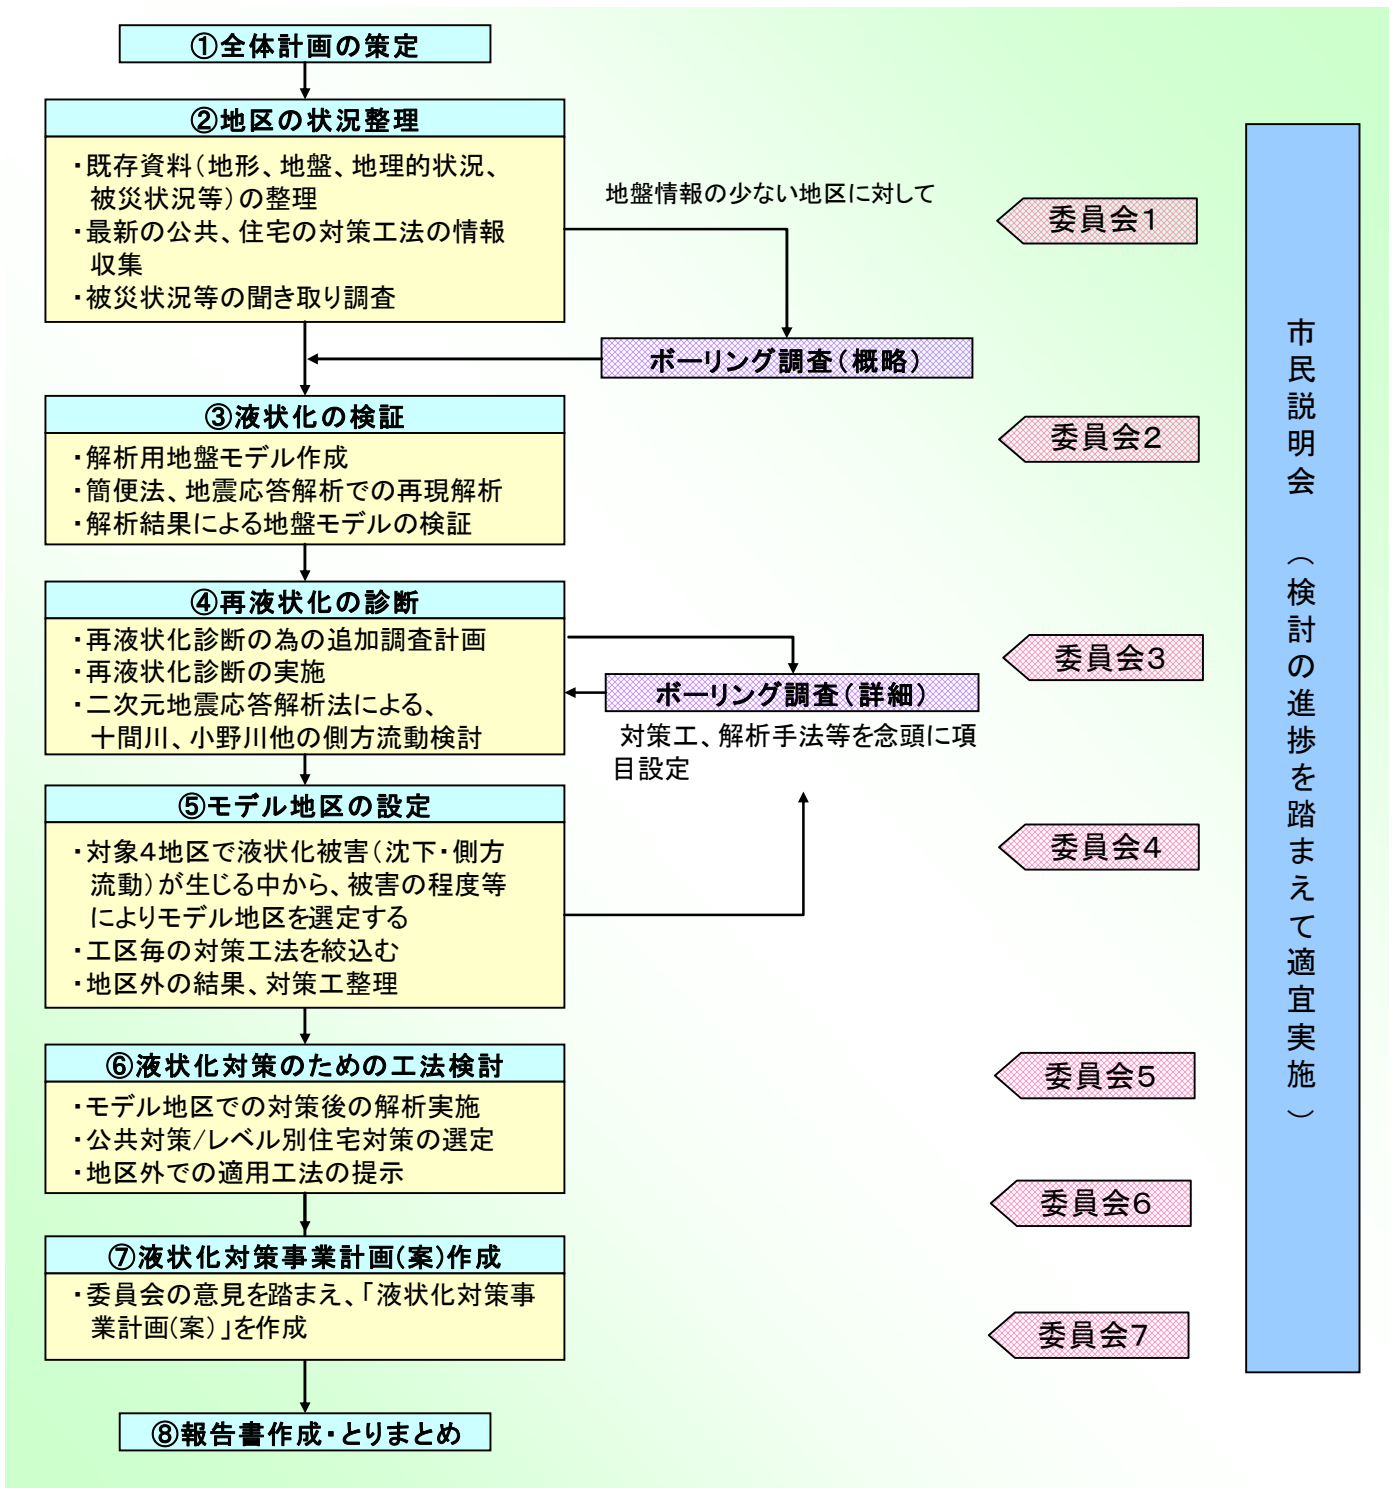 ①全体計画の策定
②地区の状況整理
・既存資料(地形、地盤、地理的状況、
被災状況等)の整理
・最新の公共、住宅の対策工法の情報
収集
・被災状況等の聞き取り調査
地盤情報の少ない地区に対して
ボーリング調査(概略)
③液状化の検証
・解析用地盤モデル作成
・簡便法、地震応答解析での再現解析
・解析結果による地盤モデルの検証
④再液状化の診断
・再液状化診断の為の追加調査計画
・再液状化診断の実施
・二次元地震応答解析法による、
十間川、小野川他の側方流動検討
ボーリング調査(詳細)
対策工、解析手法等を念頭に項
目設定
⑤モデル地区の設定
・対象4地区で液状化被害(沈下・側方
流動)が生じる中から、被害の程度等
によりモデル地区を選定する
・工区毎の対策工法を絞込む
・地区外の結果、対策工整理
⑥液状化対策のための工法検討
・モデル地区での対策後の解析実施
・公共対策/レベル別住宅対策の選定
・地区外での適用工法の提示
⑦液状化対策事業計画(案)作成
・委員会の意見を踏まえ、「液状化対策事
業計画(案)」を作成
⑧報告書作成・とりまとめ
委員会1
委員会2
委員会3
委員会4
委員会5
委員会6
委員会7
市民説明会 (検討の進捗を踏まえて適宜実施)